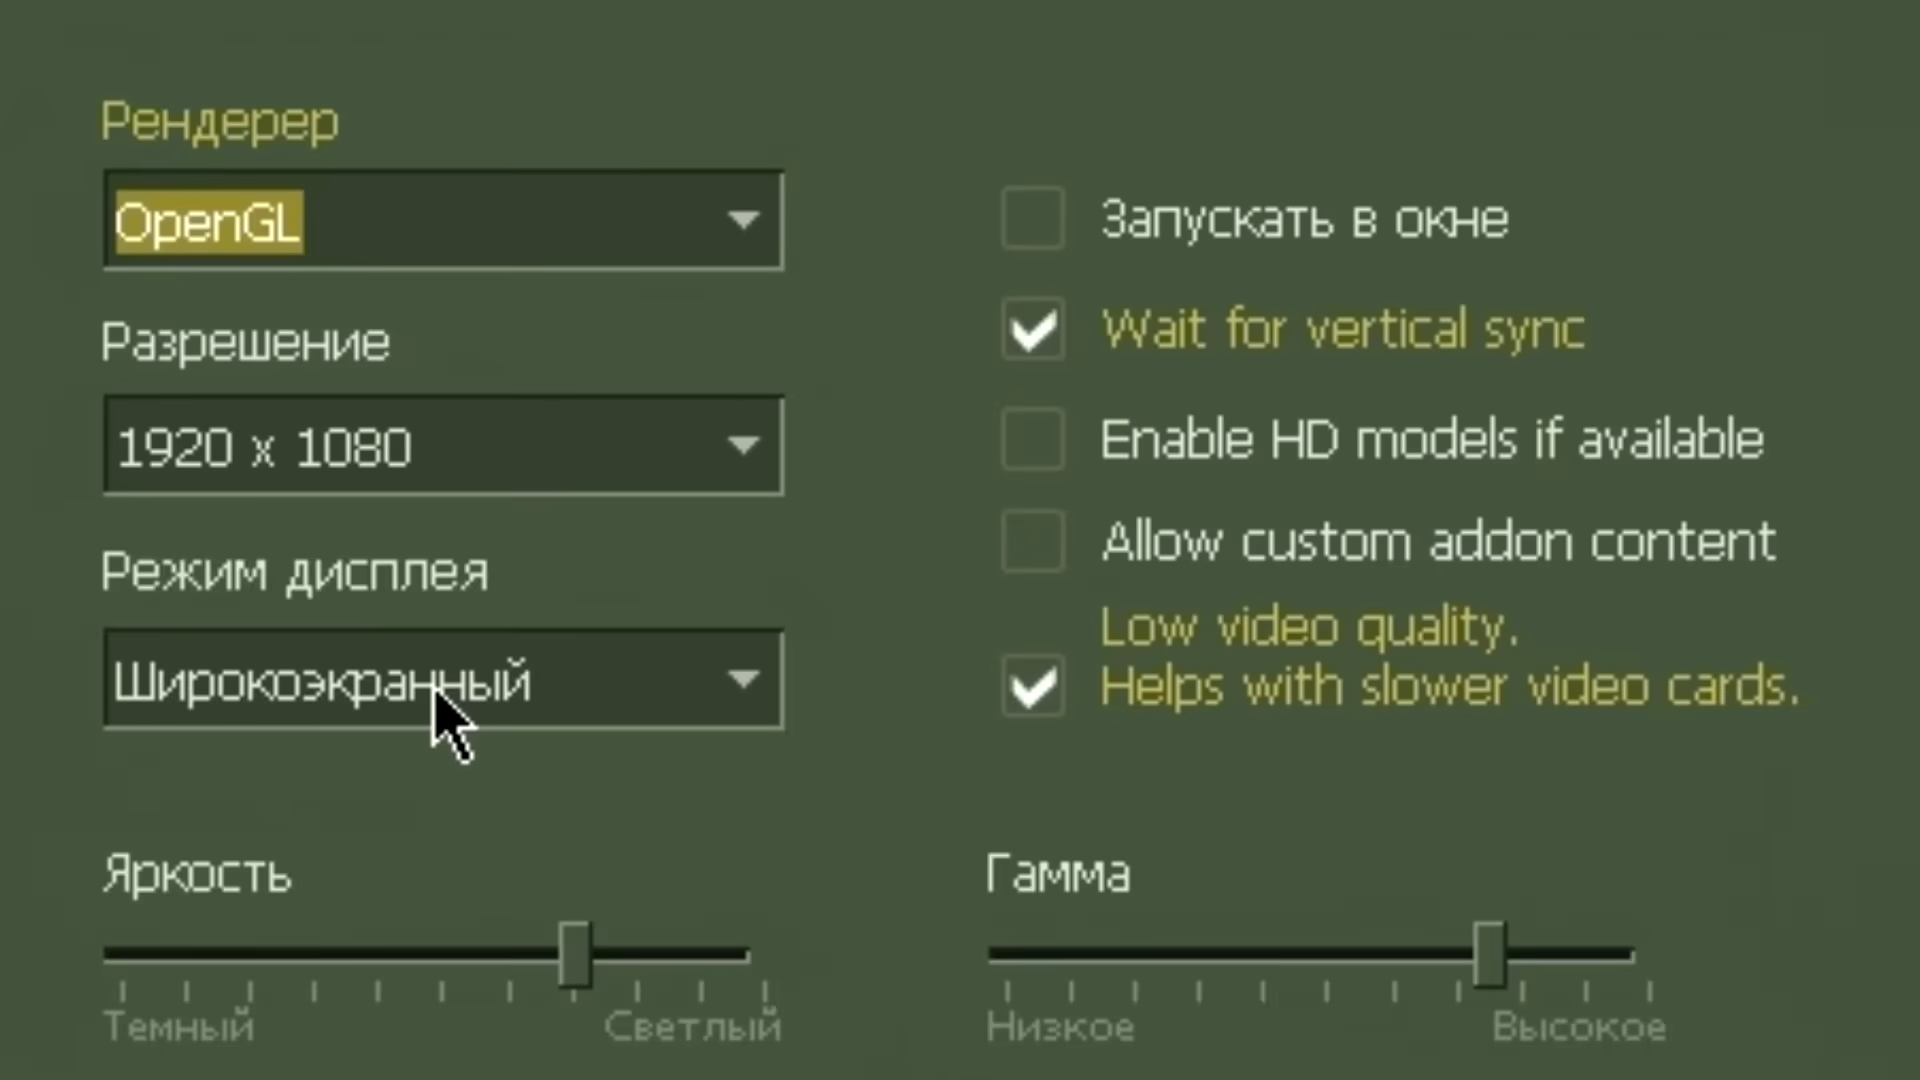 Рендерер
OpenGL
Разрешение
1920 x 1080
Режим дисплея
Широкоэкранный
Запускать в окне
Wait for vertical sync
Enable HD models if available
Allow custom addon content
Low video quality.
Helps with slower video cards.
Яркость
Темный Светлый
Гамма
Низкое Высокое